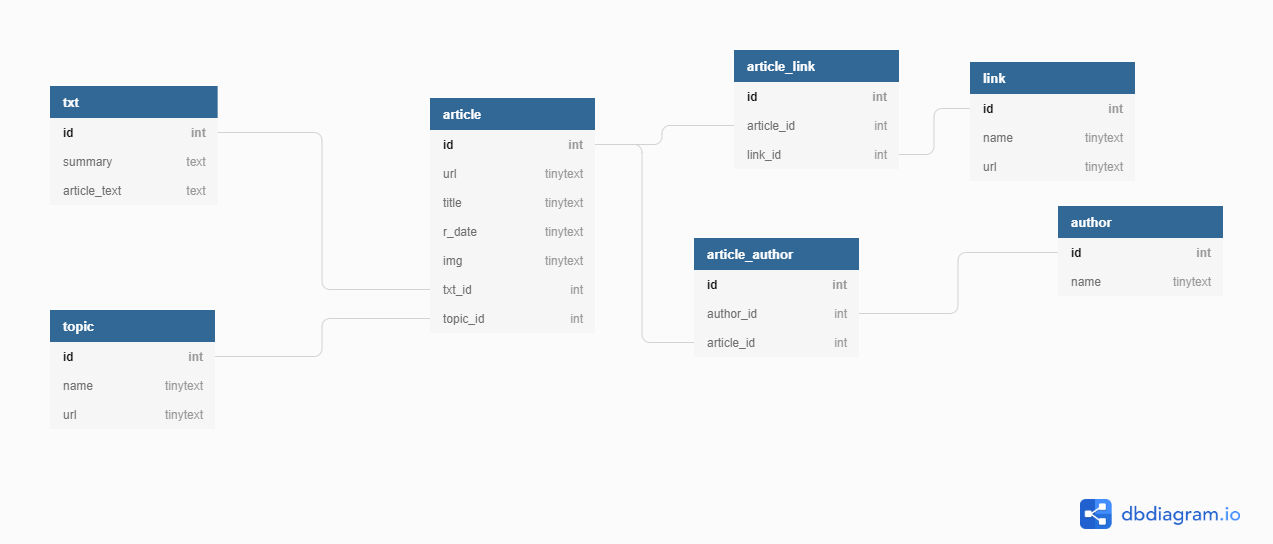 txt
id int
summary text
article_text text
topic
id int
name tinytext
url tinytext
article
id int
url tinytext
title tinytext
r_date tinytext
img tinytext
txt_id int
topic_id int
article_link
id int
article_id int
link_id int
link
id int
name tinytext
url tinytext
article_author
id int
author_id int
article_id int
author
id int
name tinytext
dbdiagram.io